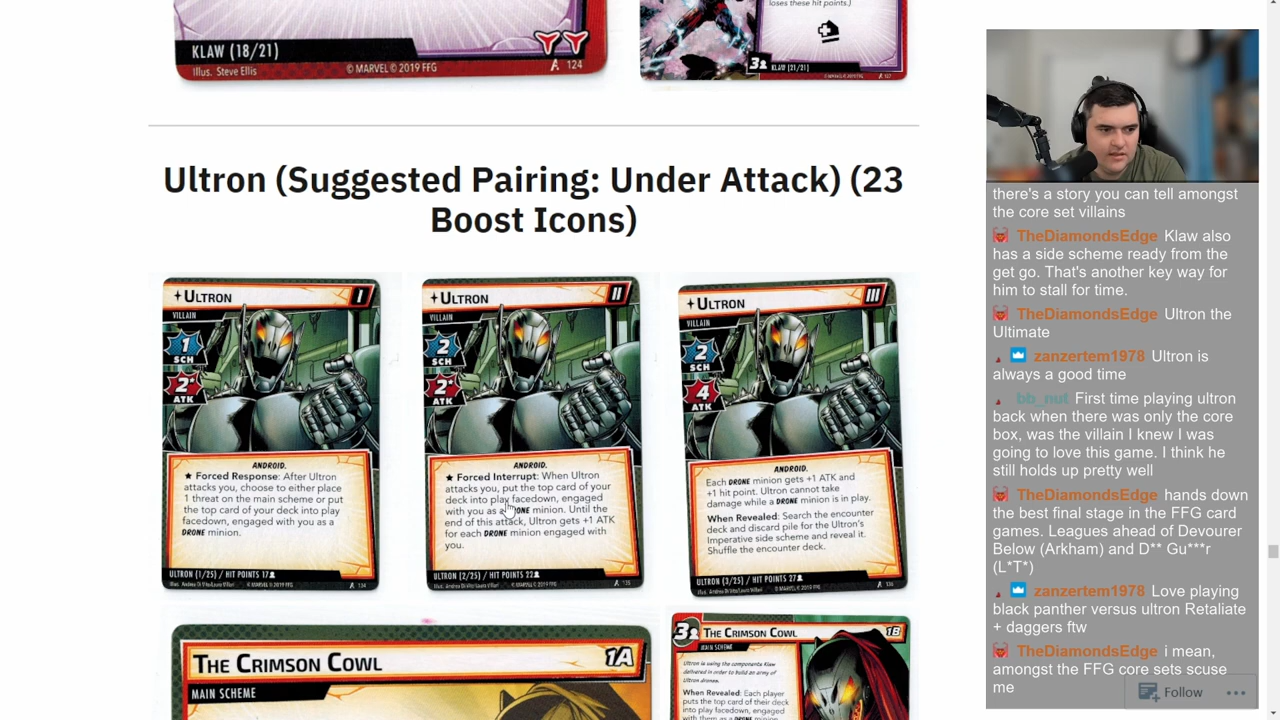 loses these hit points.)
KLAW (18/21)
Illus. Steve Ellis
© MARVEL © 2019 FFG
124
3
KLAW (21/21)
Ultron (Suggested Pairing: Under Attack) (23
Boost Icons)
ULTRON
I
VILLAIN
1
SCH
2*
ATK
ANDROID.
★ Forced Response: After Ultron
attacks you, choose to either place
1 threat on the main scheme or put
the top card of your deck into play
facedown, engaged with you as a
DRONE minion.
ULTRON (1/25) / HIT POINTS 17
134
ULTRON
II
VILLAIN
2
SCH
2*
ATK
ANDROID.
★ Forced Interrupt: When Ultron
attacks you, put the top card of your
deck into play facedown, engaged
with you as a DRONE minion. Until the
end of this attack, Ultron gets +1 ATK
for each DRONE minion engaged with
you.
ULTRON (2/25) / HIT POINTS 22
135
ULTRON
III
VILLAIN
2
SCH
4
ATK
ANDROID.
Each DRONE minion gets +1 ATK and
+1 hit point. Ultron cannot take
damage while a DRONE minion is in play.
When Revealed: Search the encounter
deck and discard pile for the Ultron's
Imperative side scheme and reveal it.
Shuffle the encounter deck.
ULTRON (3/25) / HIT POINTS 27
136
THE CRIMSON COWL
1A
MAIN SCHEME
3
THE CRIMSON COWL
1B
MAIN SCHEME
Ultron is using the components Klaw
delivered in order to build an army of
Ultron drones.
When Revealed: Each player
puts the top card of their deck
into play facedown, engaged
with them as a DRONE minion.
there's a story you can tell amongst
the core set villains
TheDiamondsEdge Klaw also
has a side scheme ready from the
get go. That's another key way for
him to stall for time.
TheDiamondsEdge Ultron the
Ultimate
zanzertem1978 Ultron is
always a good time
bb_nut First time playing ultron
back when there was only the core
box, was the villain I knew I was
going to love this game. I think he
still holds up pretty well
TheDiamondsEdge hands down
the best final stage in the FFG card
games. Leagues ahead of Devourer
Below (Arkham) and D** Gu***r
(L*T*)
zanzertem1978 Love playing
black panther versus ultron Retaliate
+ daggers ftw
TheDiamondsEdge i mean,
amongst the FFG core sets scuse
me
Follow